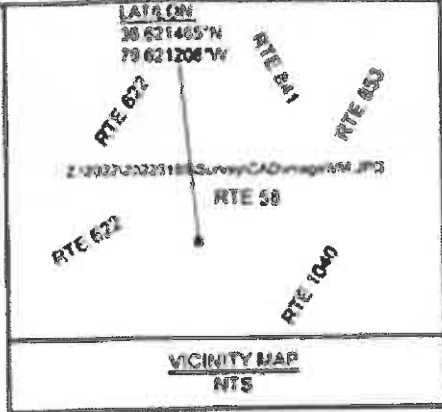 LAT/LON
36.621465°N
79.621206°W
RTE 622
RTE 841
RTE 853
RTE 58
RTE 622
RTE 1040
VICINITY MAP
NTS